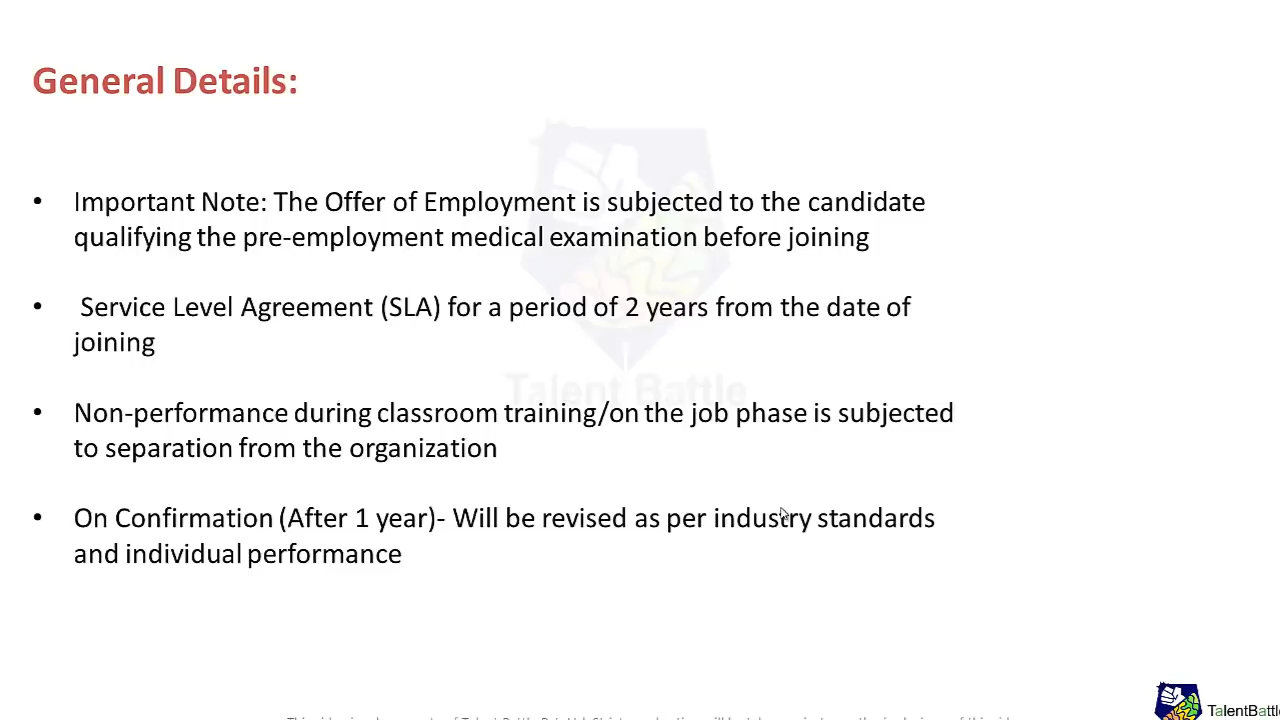 General Details:
• Important Note: The Offer of Employment is subjected to the candidate
qualifying the pre-employment medical examination before joining
• Service Level Agreement (SLA) for a period of 2 years from the date of
joining
• Non-performance during classroom training/on the job phase is subjected
to separation from the organization
• On Confirmation (After 1 year)- Will be revised as per industry standards
and individual performance
Talent Battle
TalentBattle